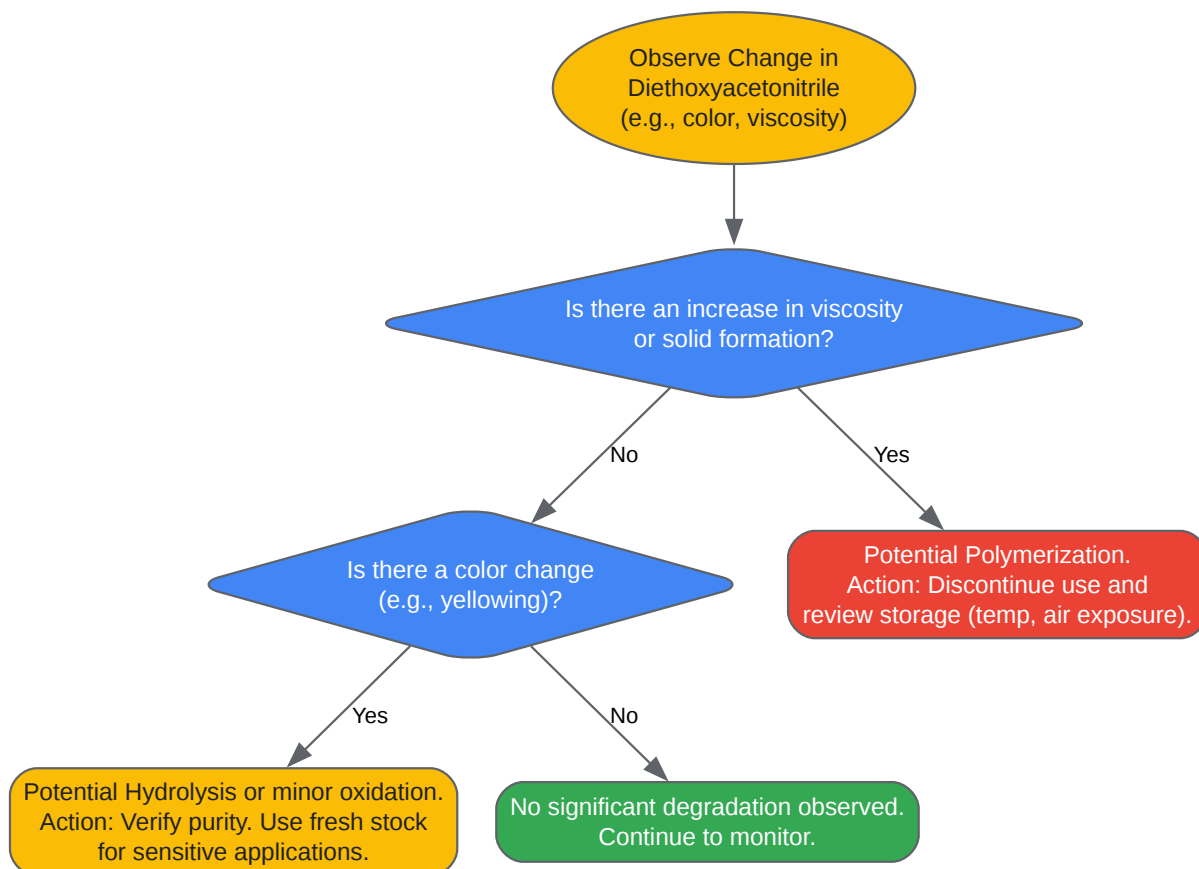 Observe Change in
Diethoxyacetonitrile
(e.g., color, viscosity)
Is there an increase in viscosity
or solid formation?
No
Yes
Is there a color change
(e.g., yellowing)?
Potential Polymerization.
Action: Discontinue use and
review storage (temp, air exposure).
Yes
No
Potential Hydrolysis or minor oxidation.
Action: Verify purity. Use fresh stock
for sensitive applications.
No significant degradation observed.
Continue to monitor.